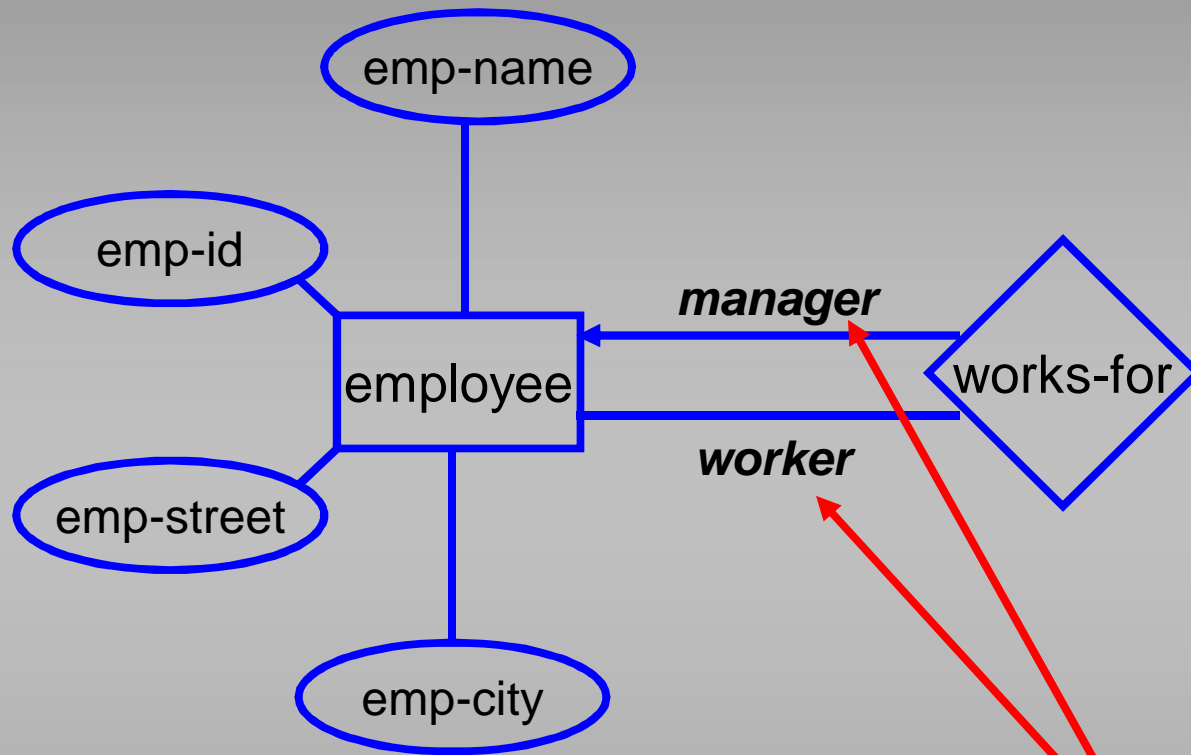 emp-name
emp-id
manager
employee
works-for
worker
emp-street
emp-city